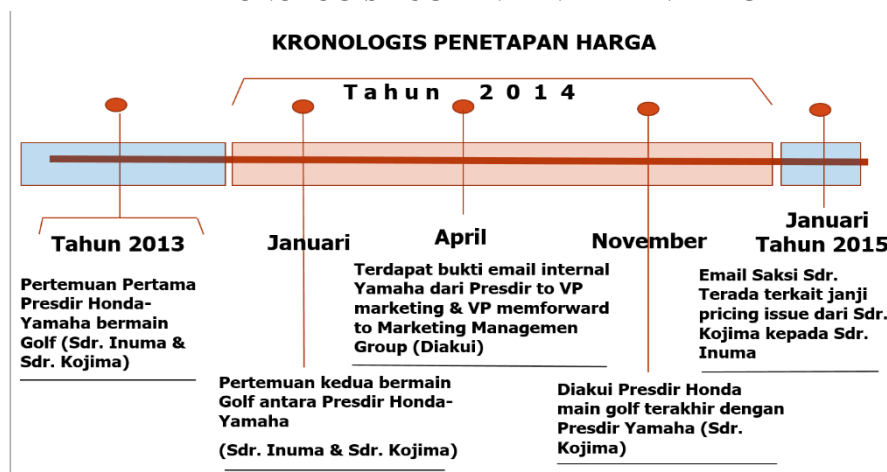 KRONOLOGIS PENETAPAN HARGA
Tahun 2014
Tahun 2013
Pertemuan Pertama
Presdir Honda-
Yamaha bermain
Golf (Sdr. Inuma &
Sdr. Kojima)
Januari
Pertemuan kedua bermain
Golf antara Presdir Honda-
Yamaha
(Sdr. Inuma & Sdr. Kojima)
April
Terdapat bukti email internal
Yamaha dari Presdir to VP
marketing & VP memforward
to Marketing Managemen
Group (Diakui)
November
Diakui Presdir Honda
main golf terakhir dengan
Presdir Yamaha (Sdr.
Kojima)
Januari
Tahun 2015
Email Saksi Sdr.
Terada terkait janji
pricing issue dari Sdr.
Kojima kepada Sdr.
Inuma